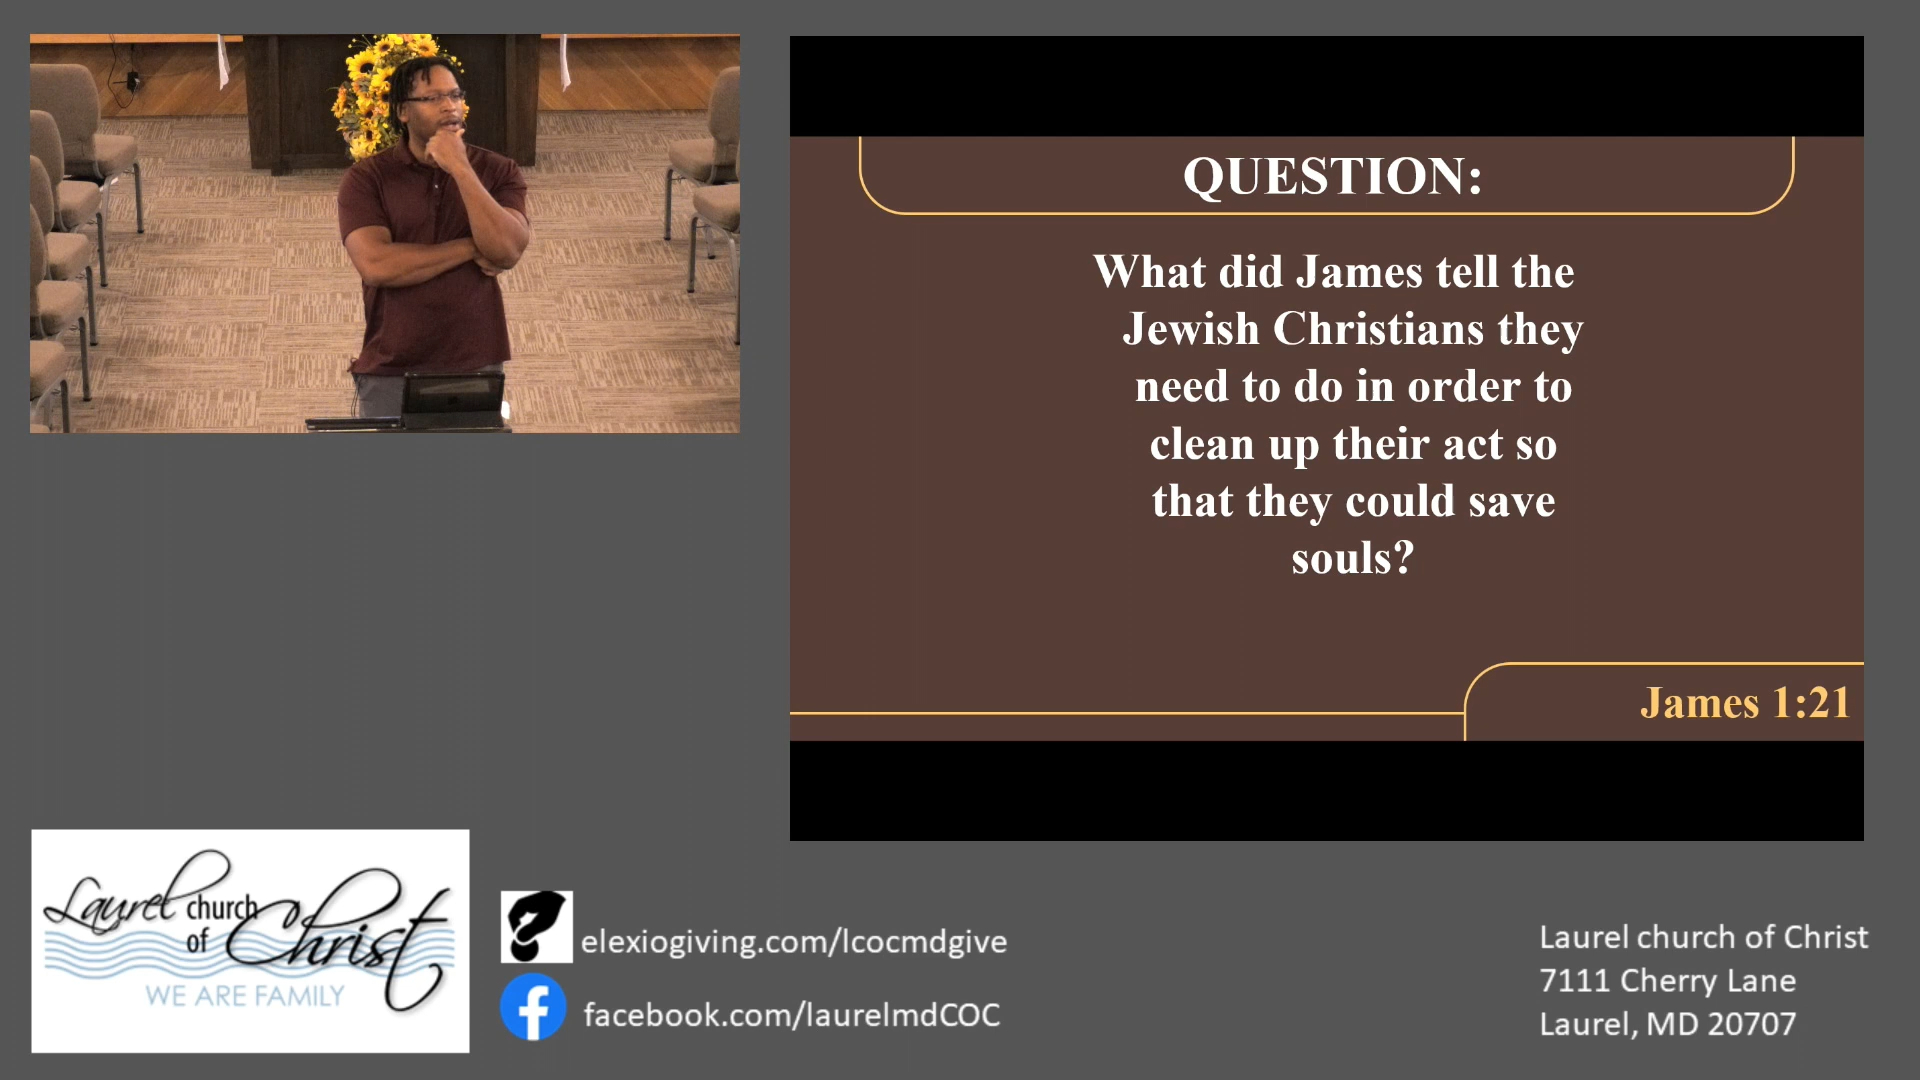 QUESTION:
What did James tell the
Jewish Christians they
need to do in order to
clean up their act so
that they could save
souls?
James 1:21
Laurel church
of Christ
WE ARE FAMILY
elexiogiving.com/lcocmdgive
facebook.com/laurelmdCOC
Laurel church of Christ
7111 Cherry Lane
Laurel, MD 20707